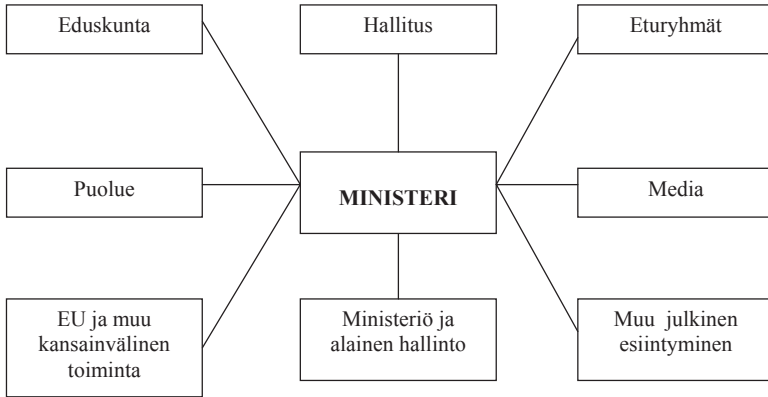 Eduskunta
Hallitus
Eturyhmät
Puolue
MINISTERI
Media
EU ja muu
kansainvälinen
toiminta
Ministeriö ja
alainen hallinto
Muu julkinen
esiintyminen